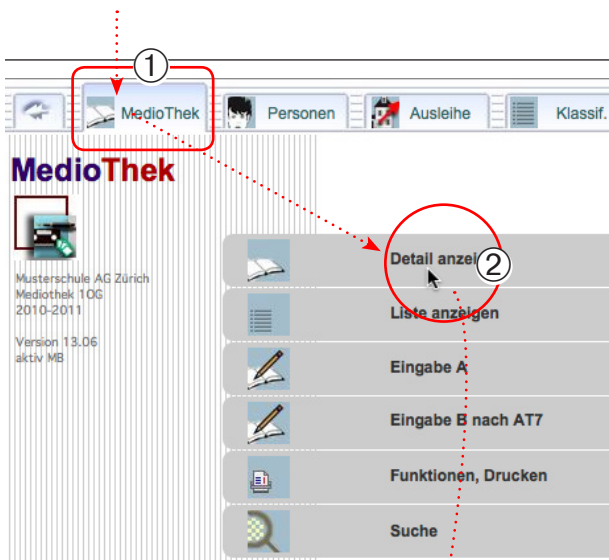 ①
MedioThek Personen Ausleihe Klassif.
MedioThek
Musterschule AG Zürich
Mediothek 1OG
2010-2011
Version 13.06
aktiv MB
Detail anzei
②
Liste anzeigen
Eingabe A
Eingabe B nach AT7
Funktionen, Drucken
Suche